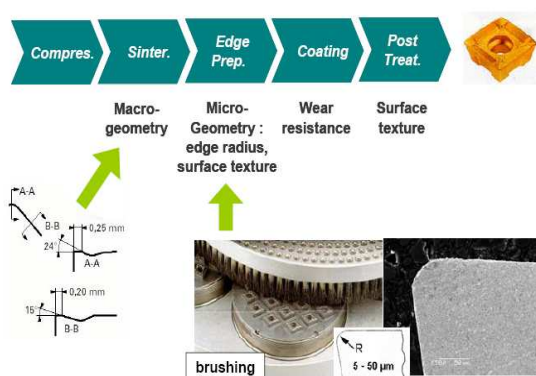 Compres.
Sinter.
Edge
Prep.
Coating
Post
Treat.
Macro-
geometry
Micro-
Geometry :
edge radius,
surface texture
Wear
resistance
Surface
texture
A-A
B-B
0,25 mm
24°
A-A
0,20 mm
15°
B-B
brushing
R
5 - 50 µm